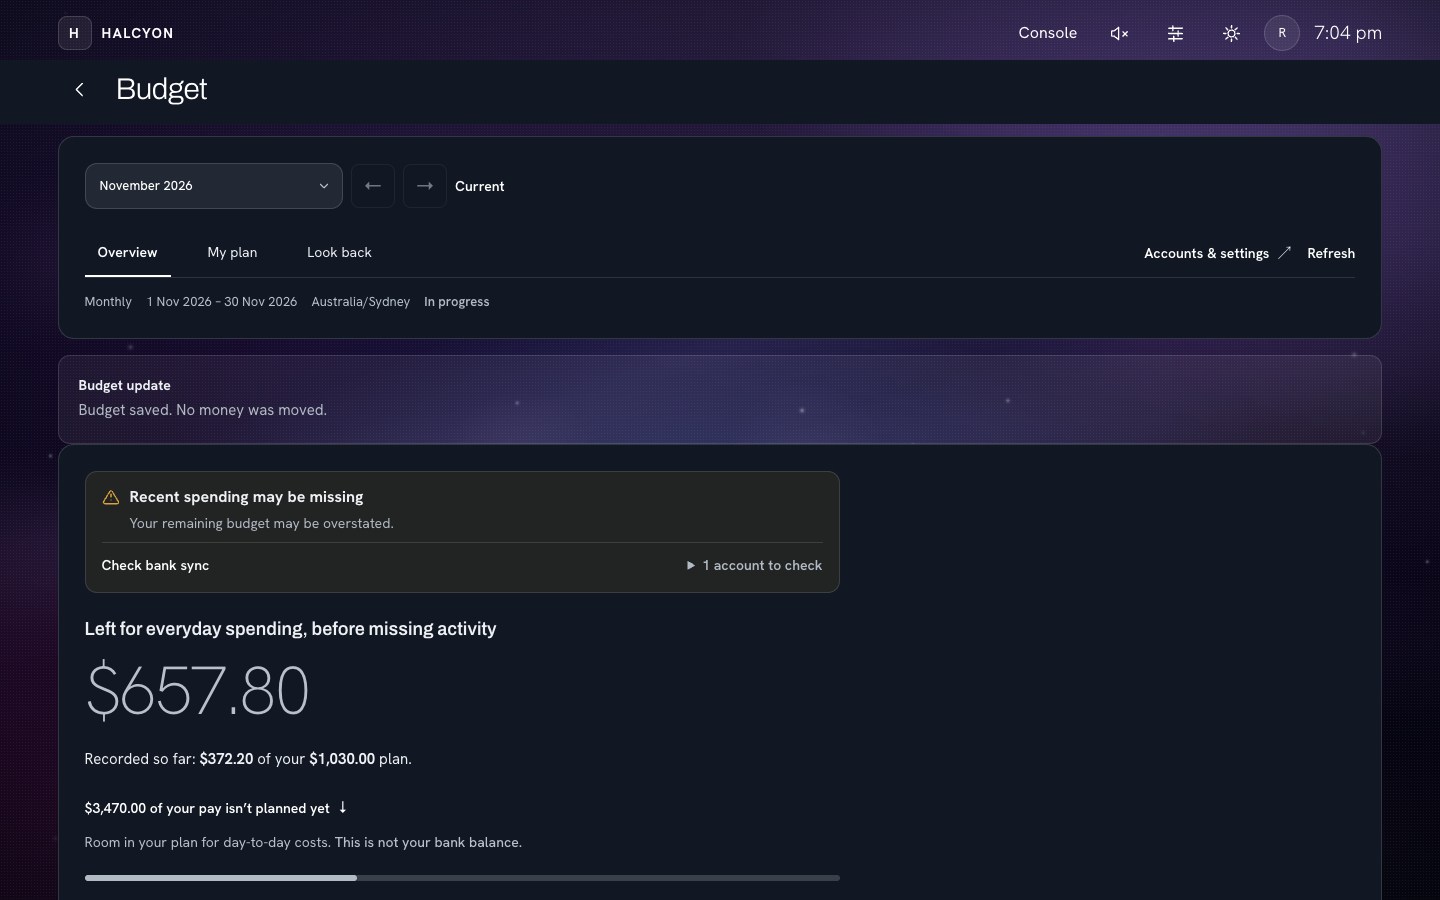 H HALCYON
Console
R
7:04 pm
Budget
November 2026
Current
Overview
My plan
Look back
Accounts & settings
Refresh
Monthly 1 Nov 2026 – 30 Nov 2026 Australia/Sydney In progress
Budget update
Budget saved. No money was moved.
Recent spending may be missing
Your remaining budget may be overstated.
Check bank sync
1 account to check
Left for everyday spending, before missing activity
$657.80
Recorded so far: $372.20 of your $1,030.00 plan.
$3,470.00 of your pay isn’t planned yet ↓
Room in your plan for day-to-day costs. This is not your bank balance.